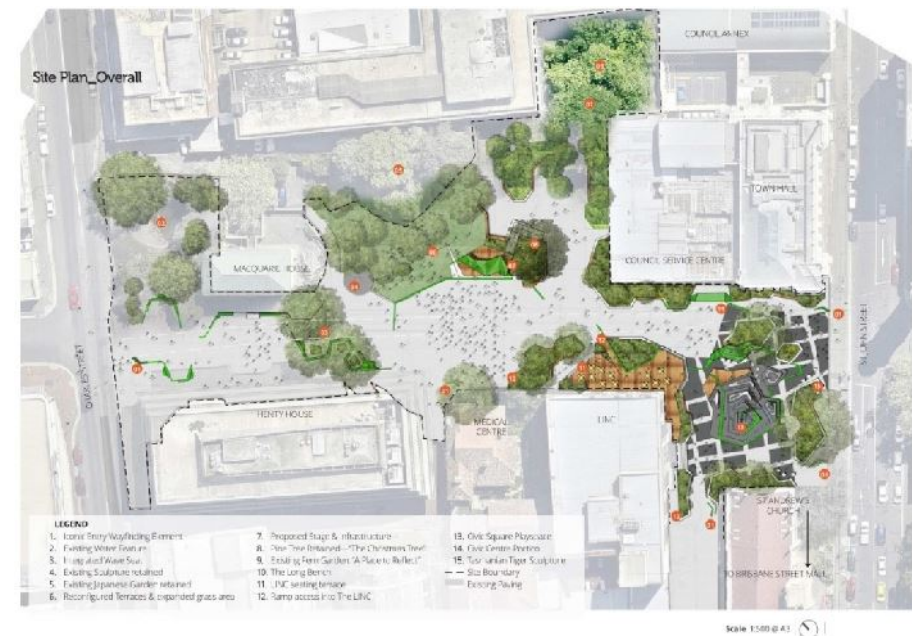 Site Plan_Overall
COUNCIL ANNEX
TOWN HALL
COUNCIL SERVICE CENTRE
MACQUARIE HOUSE
CHARLES STREET
ST. JOHN STREET
HENTY HOUSE
MEDICAL
CENTRE
LINC
ST ANDREW'S
CHURCH
TO BRISBANE STREET MALL
LEGEND
1. Iconic Entry Wayfinding Element
2. Existing Water Feature
3. Integrated Wave Seat
4. Existing Sculpture retained
5. Existing Japanese Garden retained
6. Reconfigured Terraces & expanded grass area
7. Proposed Stage & infrastructure
8. Pine Tree Retained - "The Christmas Tree"
9. Existing Fern Garden "A Place to Reflect"
10. The Long Bench
11. LINC seating terrace
12. Ramp access into The LINC
13. Civic Square Playspace
14. Civic Centre Portico
15. Tasmanian Tiger Sculpture
Site Boundary
Existing Paving
Scale 1:500 @ A3